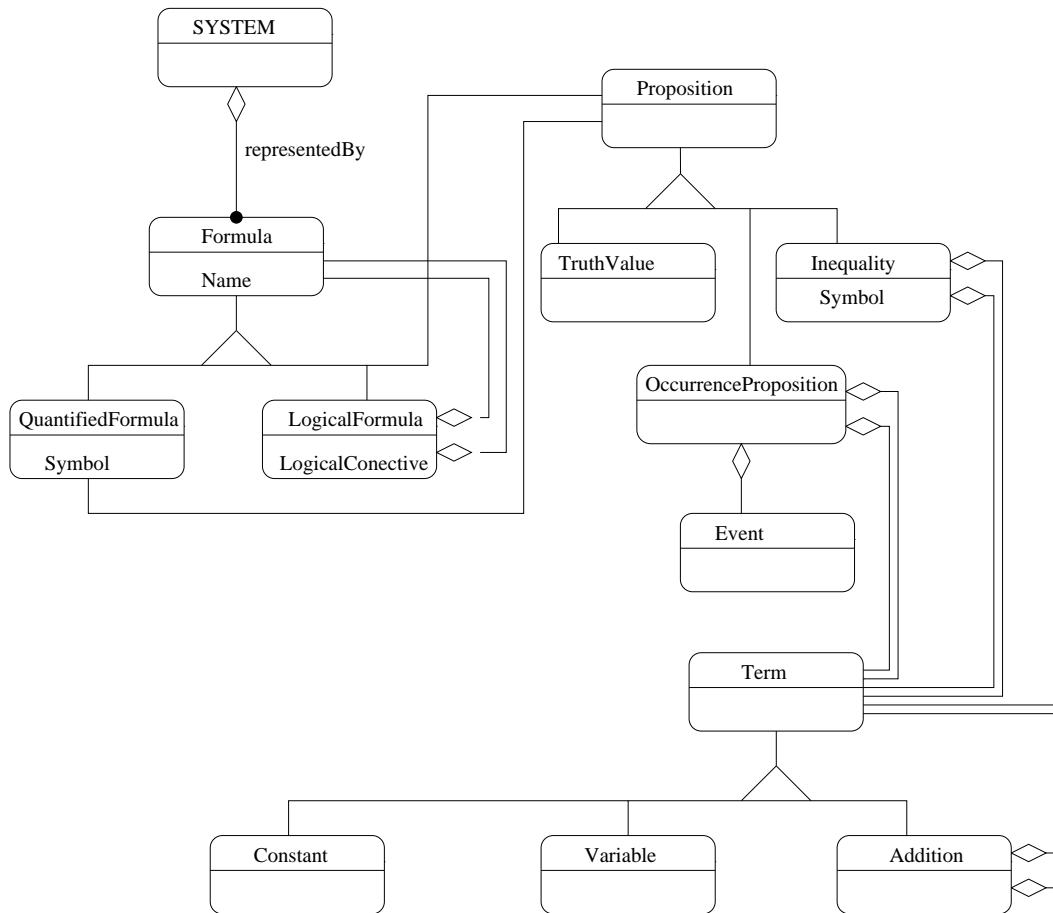 SYSTEM
Proposition
representedBy
Formula
Name
TruthValue
Inequality
Symbol
OccurrenceProposition
QuantifiedFormula
Symbol
LogicalFormula
LogicalConective
Event
Term
Constant
Variable
Addition